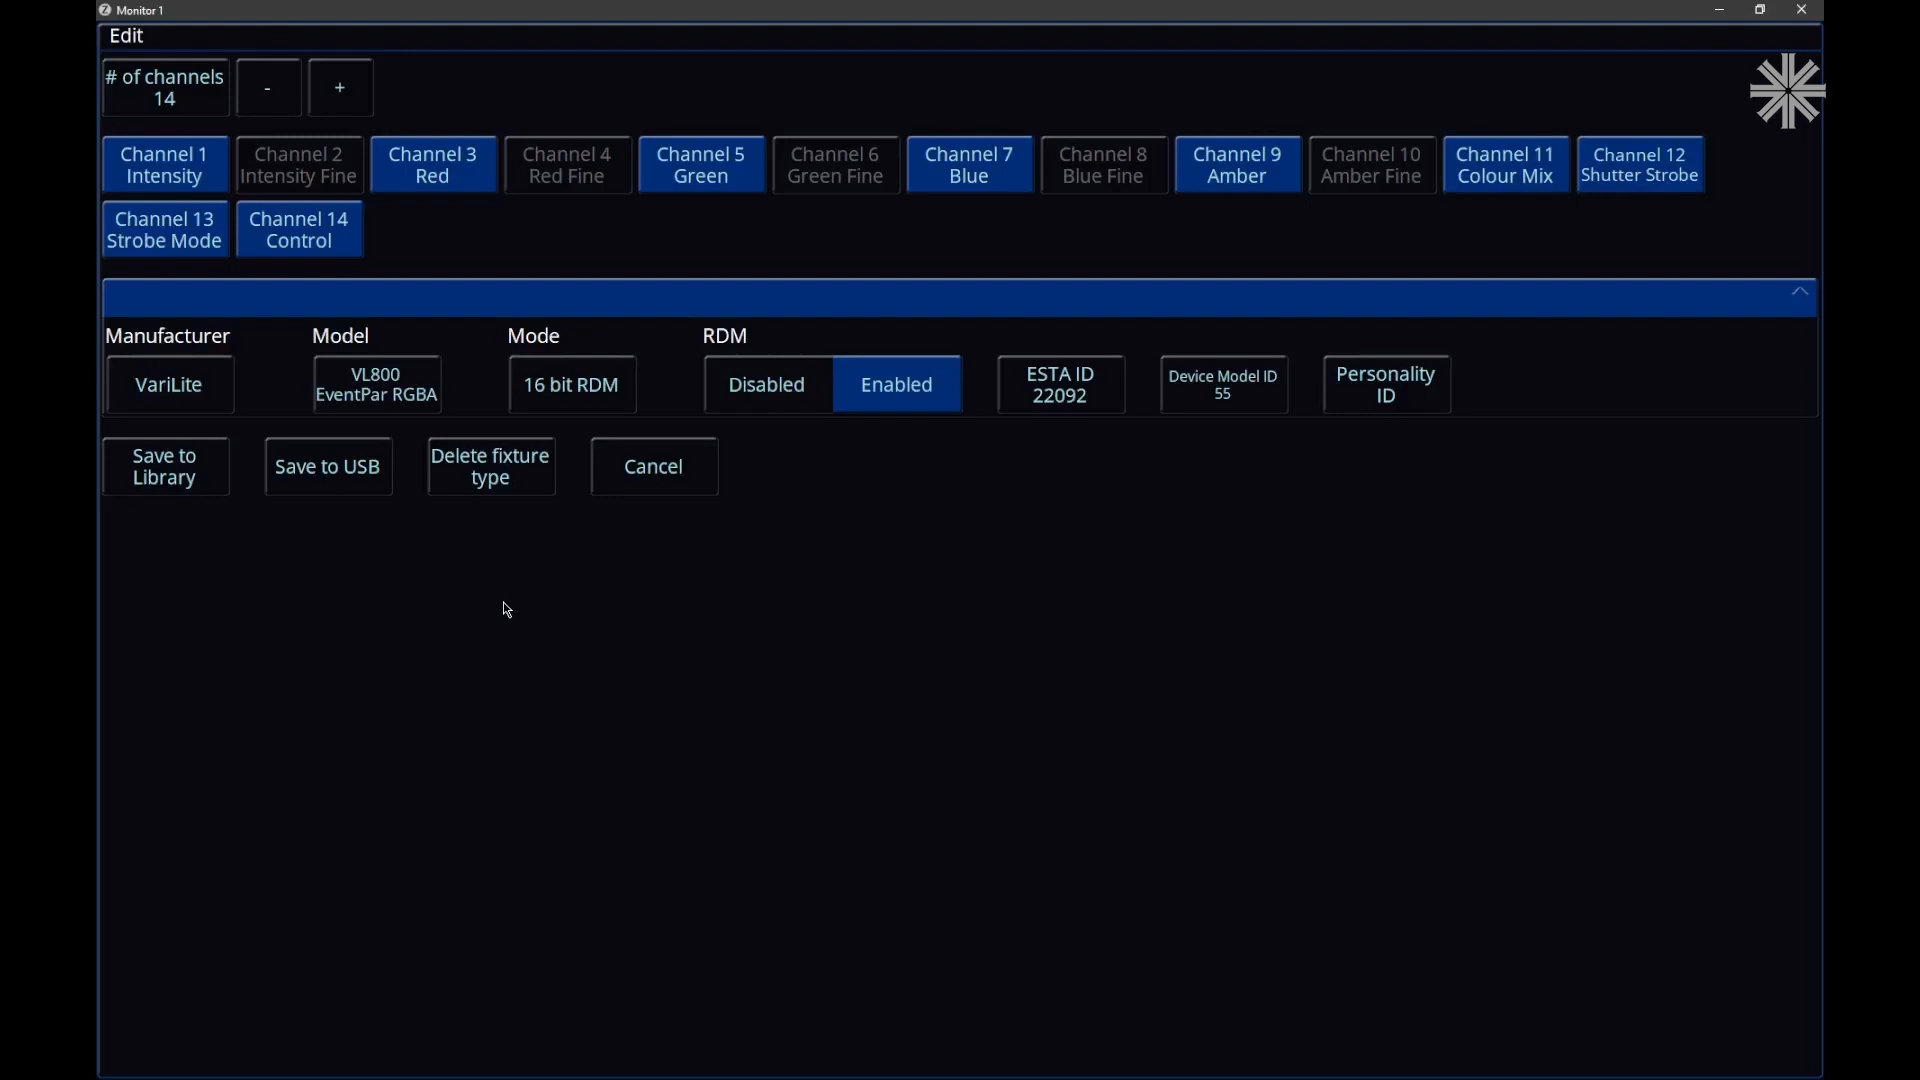 Monitor 1
Edit
# of channels
14
-
+
Channel 1
Intensity
Channel 2
Intensity Fine
Channel 3
Red
Channel 4
Red Fine
Channel 5
Green
Channel 6
Green Fine
Channel 7
Blue
Channel 8
Blue Fine
Channel 9
Amber
Channel 10
Amber Fine
Channel 11
Colour Mix
Channel 12
Shutter Strobe
Channel 13
Strobe Mode
Channel 14
Control
Manufacturer
Model
Mode
RDM
VariLite
VL800
EventPar RGBA
16 bit RDM
Disabled
Enabled
ESTA ID
22092
Device Model ID
55
Personality
ID
Save to
Library
Save to USB
Delete fixture
type
Cancel